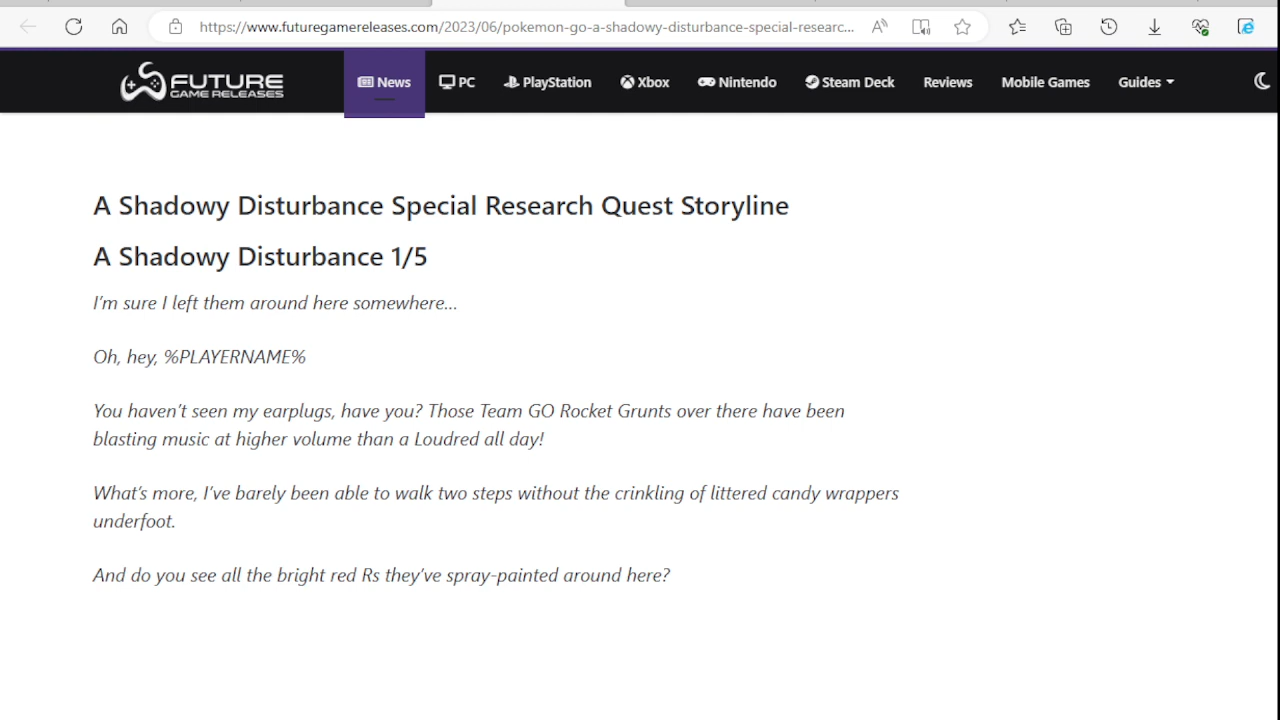 https://www.futuregamereleases.com/2023/06/pokemon-go-a-shadowy-disturbance-special-researc...
FUTURE
GAME RELEASES
News
PC
PlayStation
Xbox
Nintendo
Steam Deck
Reviews
Mobile Games
Guides
A Shadowy Disturbance Special Research Quest Storyline
A Shadowy Disturbance 1/5
I'm sure I left them around here somewhere...
Oh, hey, %PLAYERNAME%
You haven't seen my earplugs, have you? Those Team GO Rocket Grunts over there have been
blasting music at higher volume than a Loudred all day!
What's more, I've barely been able to walk two steps without the crinkling of littered candy wrappers
underfoot.
And do you see all the bright red Rs they've spray-painted around here?